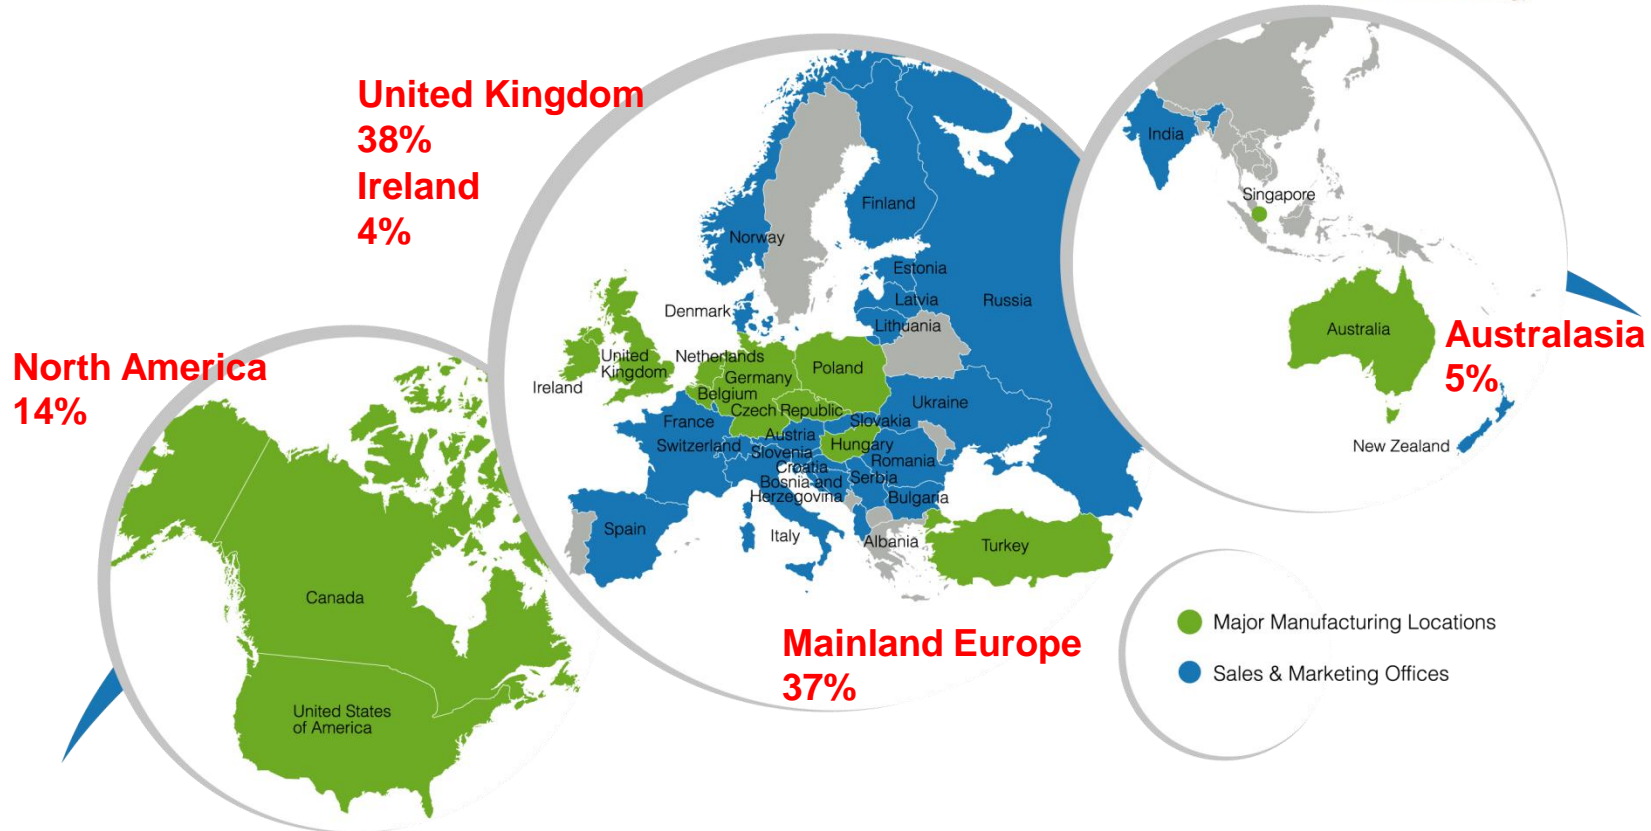 United Kingdom
38%
Ireland
4%
North America
14%
Mainland Europe
37%
Australasia
5%
Canada
United States
of America
Norway
Finland
Estonia
Latvia
Lithuania
Russia
Denmark
United
Kingdom
Ireland
Netherlands
Germany
Belgium
Poland
Czech Republic
France
Switzerland
Austria
Slovakia
Ukraine
Hungary
Slovenia
Croatia
Romania
Bosnia and
Herzegovina
Serbia
Bulgaria
Spain
Italy
Albania
Turkey
India
Singapore
Australia
New Zealand
Major Manufacturing Locations
Sales & Marketing Offices